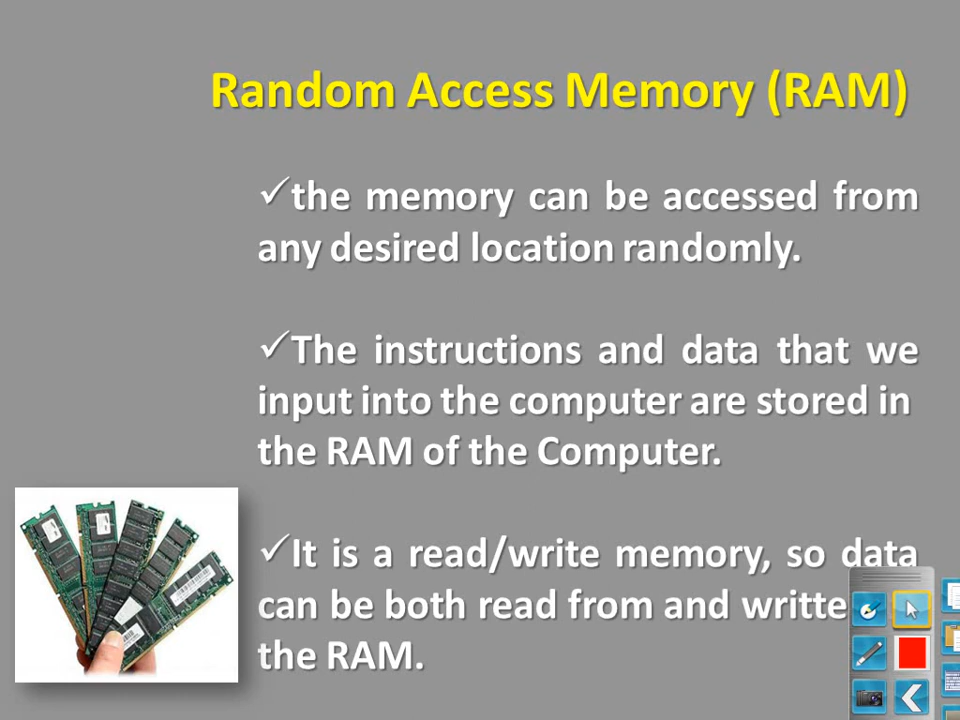 Random Access Memory (RAM)
✓the memory can be accessed from
any desired location randomly.
✓The instructions and data that we
input into the computer are stored in
the RAM of the Computer.
✓It is a read/write memory, so data
can be both read from and writte
the RAM.